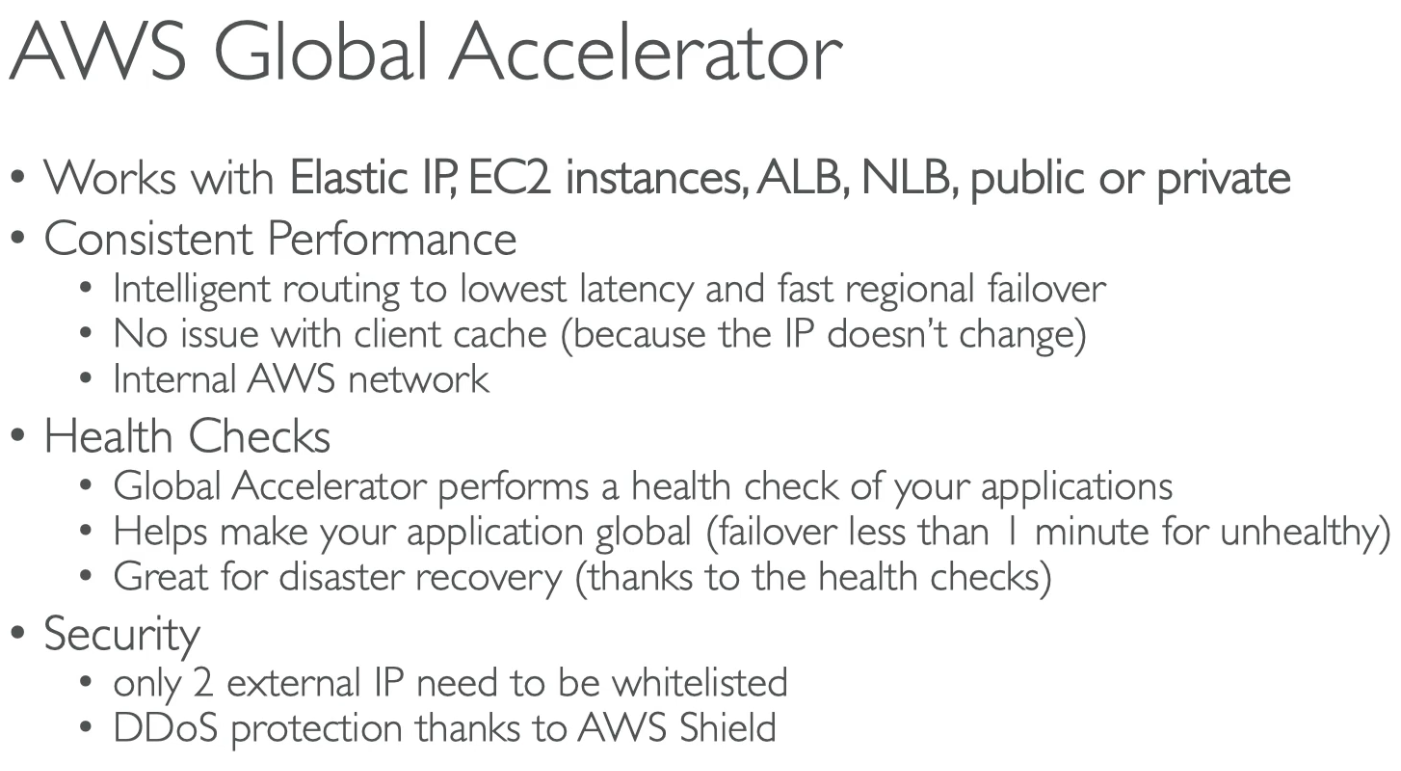 AWS Global Accelerator
• Works with Elastic IP, EC2 instances, ALB, NLB, public or private
• Consistent Performance
• Intelligent routing to lowest latency and fast regional failover
• No issue with client cache (because the IP doesn't change)
• Internal AWS network
• Health Checks
• Global Accelerator performs a health check of your applications
• Helps make your application global (failover less than 1 minute for unhealthy)
• Great for disaster recovery (thanks to the health checks)
• Security
• only 2 external IP need to be whitelisted
• DDoS protection thanks to AWS Shield